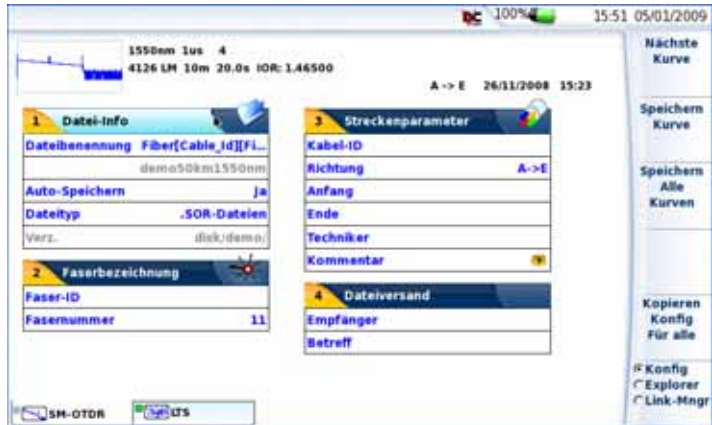 DC 100% 15:51 05/01/2009
1550nm 1us 4
4126 LM 10m 20.0s IOR: 1.46500
A -> E 26/11/2008 15:23
1 Datei-Info
Dateibenennung Fiber[Cable_Id][Fi...
demo50km1550nm
Auto-Speichern Ja
Dateityp .SOR-Dateien
Verz. disk/demo/
2 Faserbezeichnung
Faser-ID
Fasernummer 11
3 Streckenparameter
Kabel-ID
Richtung A->E
Anfang
Ende
Techniker
Kommentar
4 Dateiversand
Empfänger
Betreff
Nächste
Kurve
Speichern
Kurve
Speichern
Alle
Kurven
Kopieren
Konfig
Für alle
Konfig
Explorer
Link-Mngr
SM-OTDR
LTS